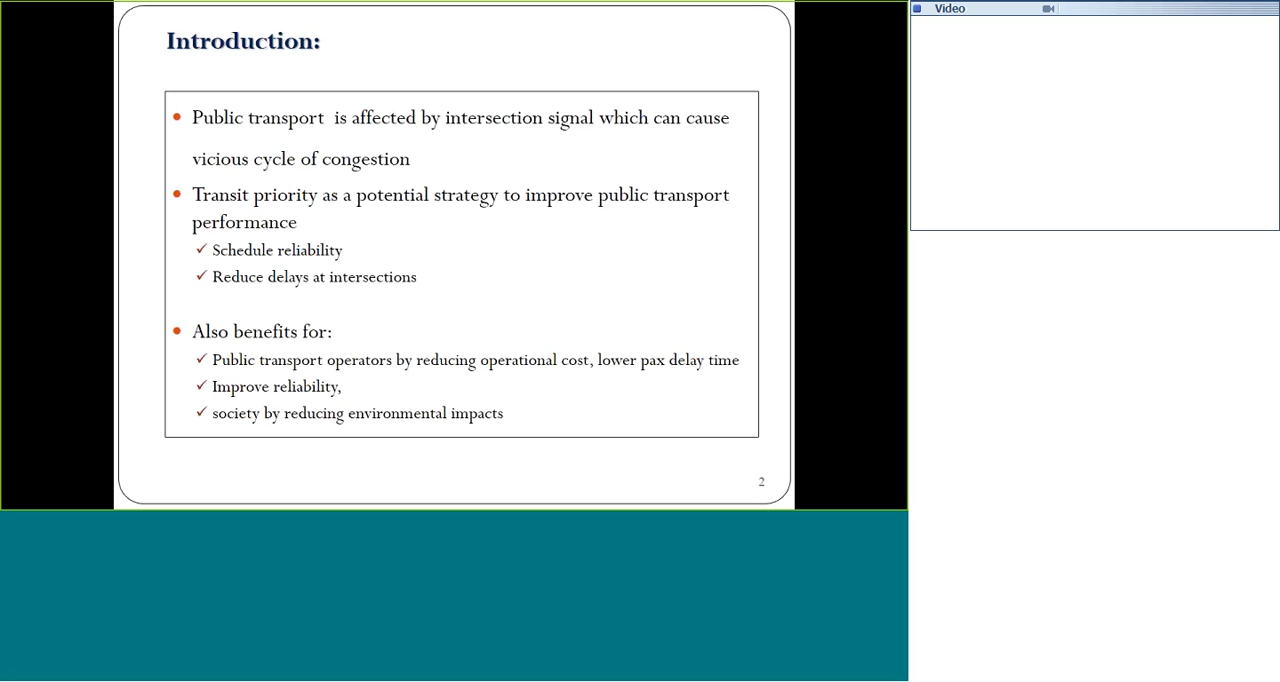 Video
Introduction:
Public transport  is affected by intersection signal which can cause
vicious cycle of congestion
Transit priority as a potential strategy to improve public transport
performance
Schedule reliability
Reduce delays at intersections
Also benefits for:
Public transport operators by reducing operational cost, lower pax delay time
Improve reliability,
society by reducing environmental impacts
2